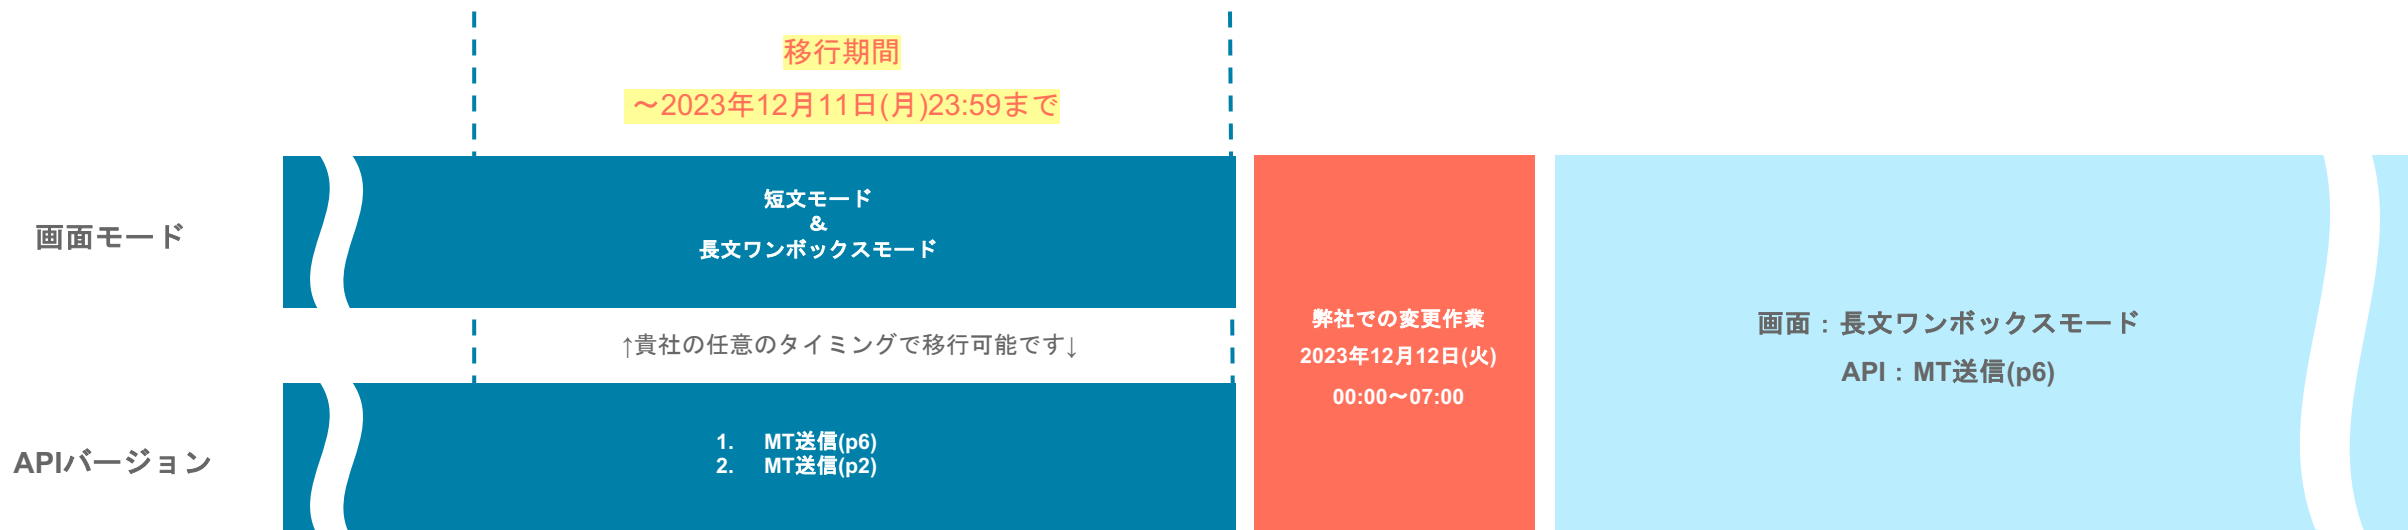 移行期間
～2023年12月11日(月)23:59まで
画面モード
短文モード
&
長文ワンボックスモード
↑貴社の任意のタイミングで移行可能です↓
APIバージョン
1. MT送信(p6)
2. MT送信(p2)
弊社での変更作業
2023年12月12日(火)
00:00～07:00
画面：長文ワンボックスモード
API：MT送信(p6)